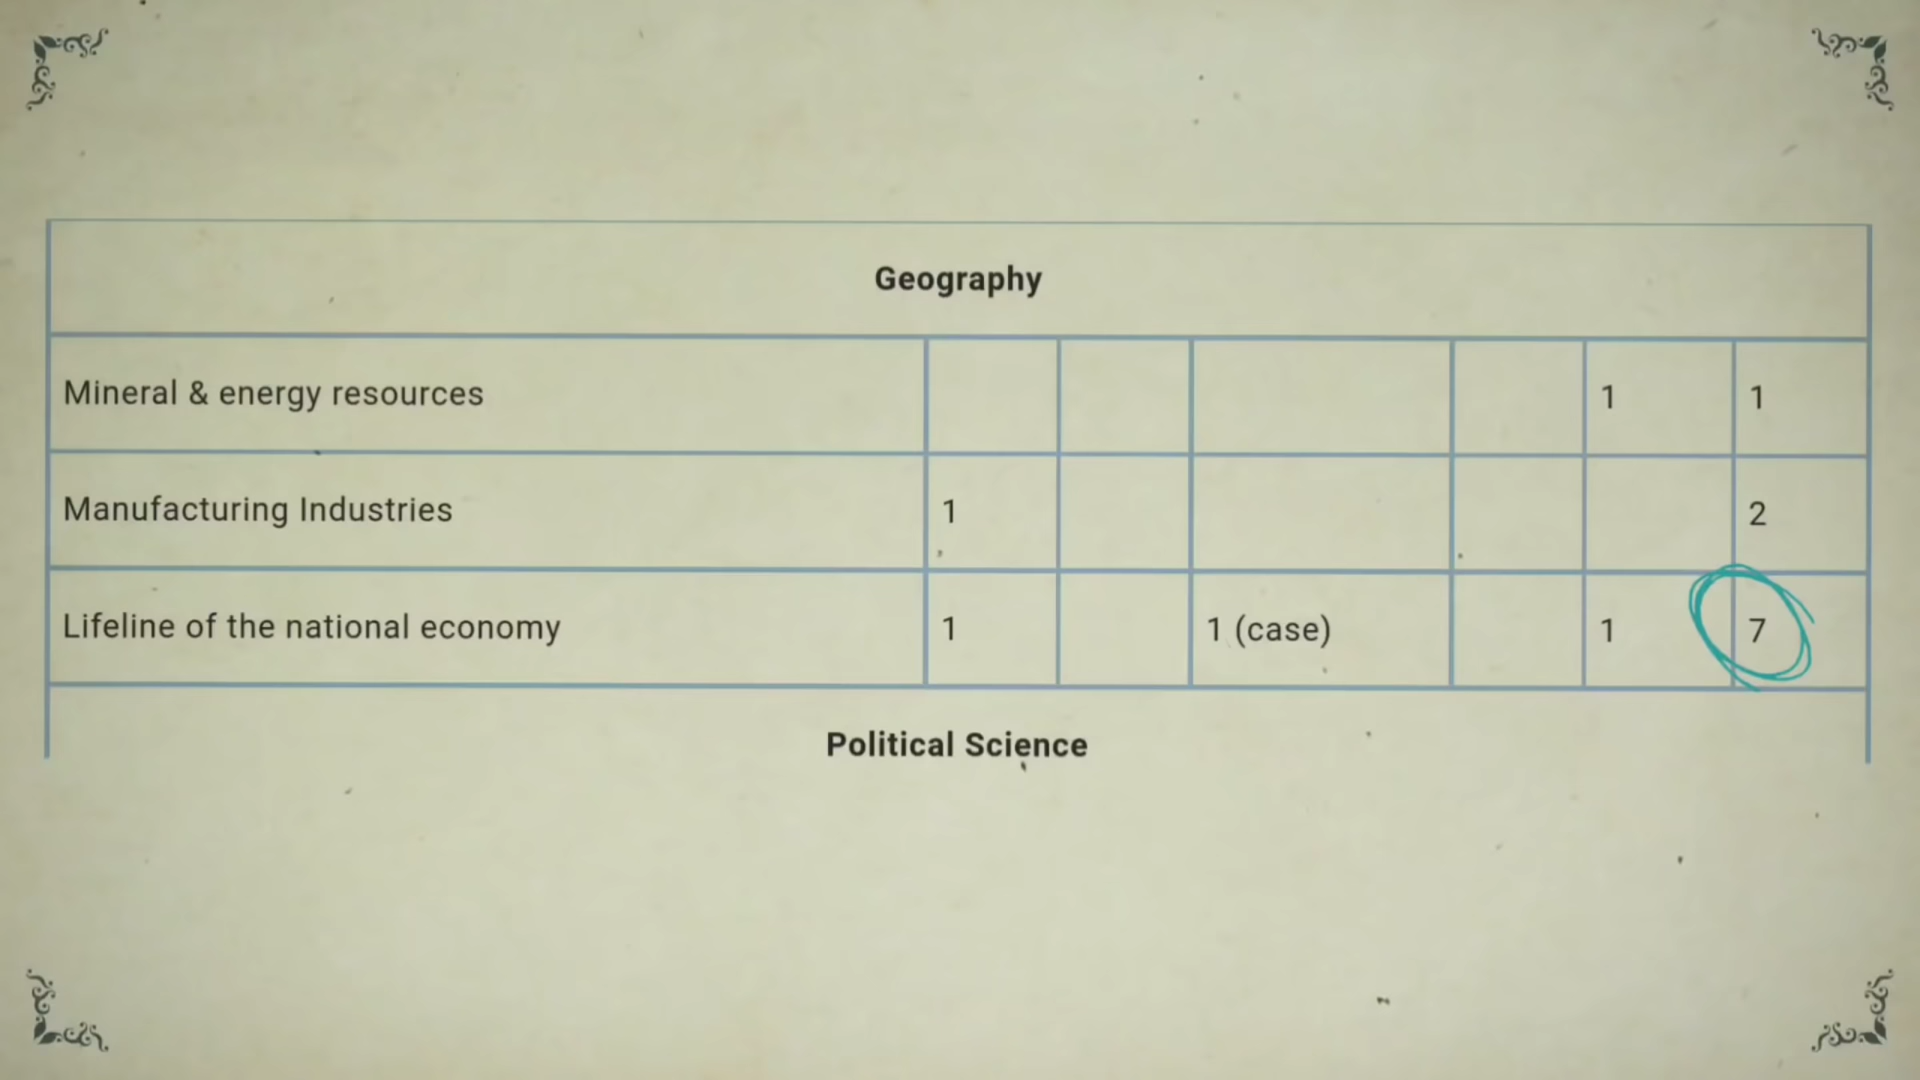 Geography
Mineral & energy resources 1 1
Manufacturing Industries 1 2
Lifeline of the national economy 1 1 (case) 1 7
Political Science